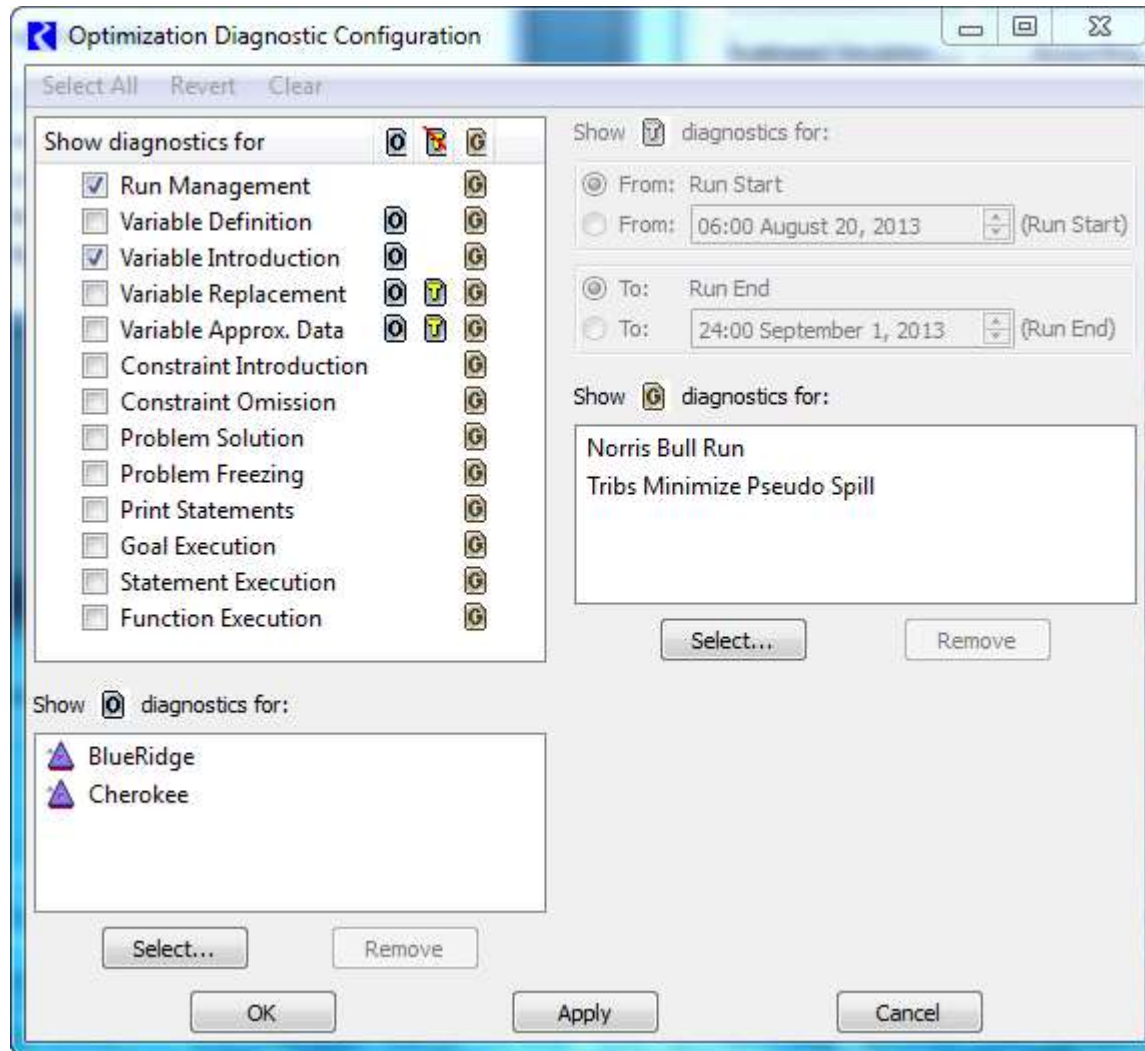 Optimization Diagnostic Configuration
Select All Revert Clear
Show diagnostics for O T G
Run Management G
Variable Definition O G
Variable Introduction O G
Variable Replacement O T G
Variable Approx. Data O T G
Constraint Introduction G
Constraint Omission G
Problem Solution G
Problem Freezing G
Print Statements G
Goal Execution G
Statement Execution G
Function Execution G
Show O diagnostics for:
BlueRidge
Cherokee
Select... Remove
Show T diagnostics for:
From: Run Start
From: 06:00 August 20, 2013 (Run Start)
To: Run End
To: 24:00 September 1, 2013 (Run End)
Show G diagnostics for:
Norris Bull Run
Tribs Minimize Pseudo Spill
Select... Remove
OK Apply Cancel